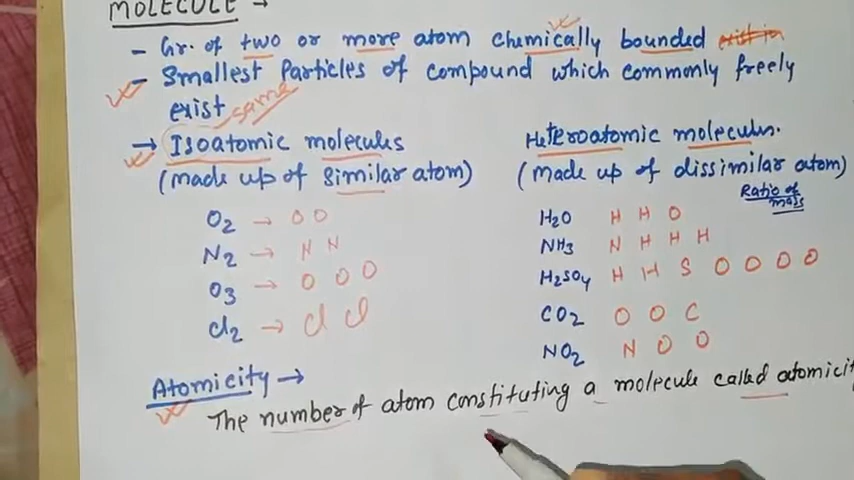 MOLECULE →
- Gr. of two or more atom chemically bounded
- Smallest Particles of compound which commonly freely
exist same
→ Isoatomic molecules
(made up of similar atom)
O2 → O O
N2 → N N
O3 → O O O
Cl2 → Cl Cl
Heteroatomic molecules.
(made up of dissimilar atom)
Ratio of
mass
H2O H H O
NH3 N H H H
H2SO4 H H S O O O O
CO2 O O C
NO2 N O O
Atomicity →
The number of atom constituting a molecule called atomicit